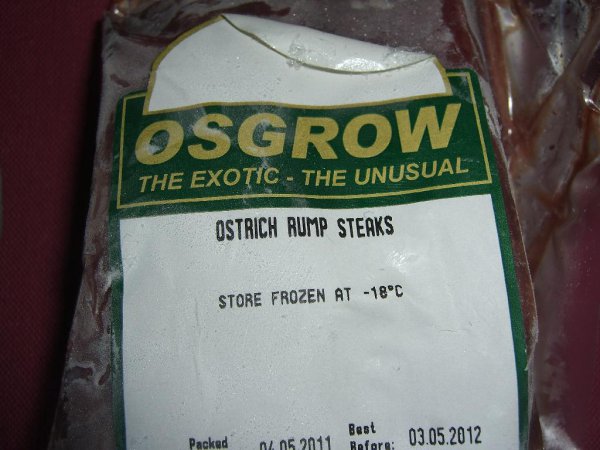 OSGROW
THE EXOTIC - THE UNUSUAL
OSTRICH RUMP STEAKS
STORE FROZEN AT -18°C
Best
Packed 04.05.2011 Before: 03.05.2012